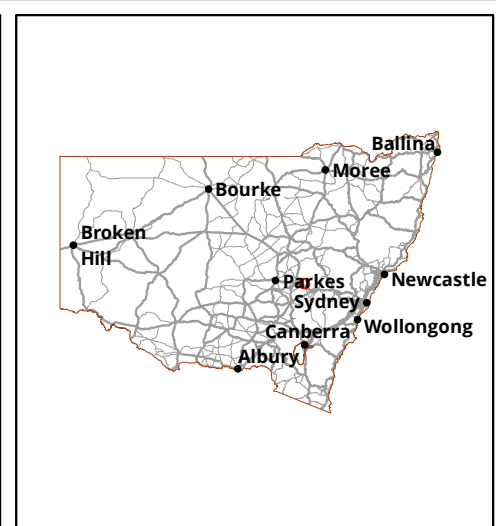 Ballina
Moree
Bourke
Broken
Hill
Parkes
Newcastle
Sydney
Wollongong
Canberra
Albury